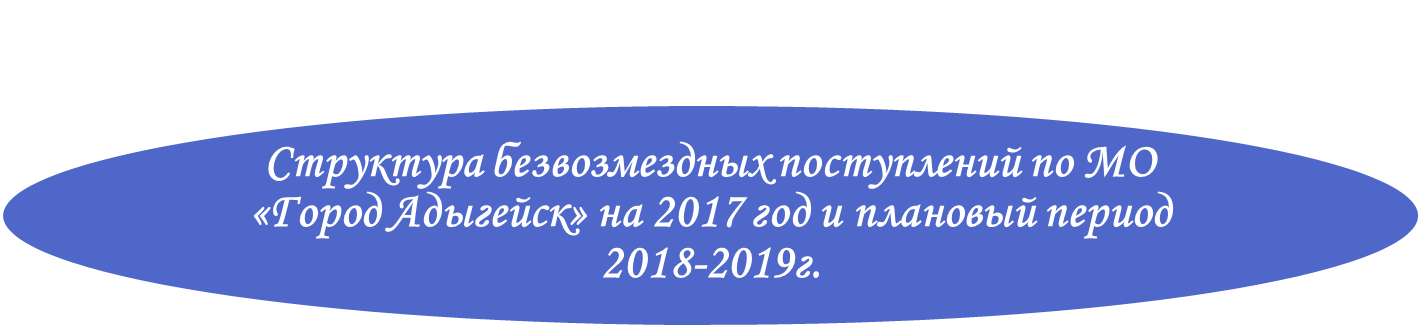 Структура безвозмездных поступлений по МО
«Город Адыгейск» на 2017 год и плановый период
2018-2019г.